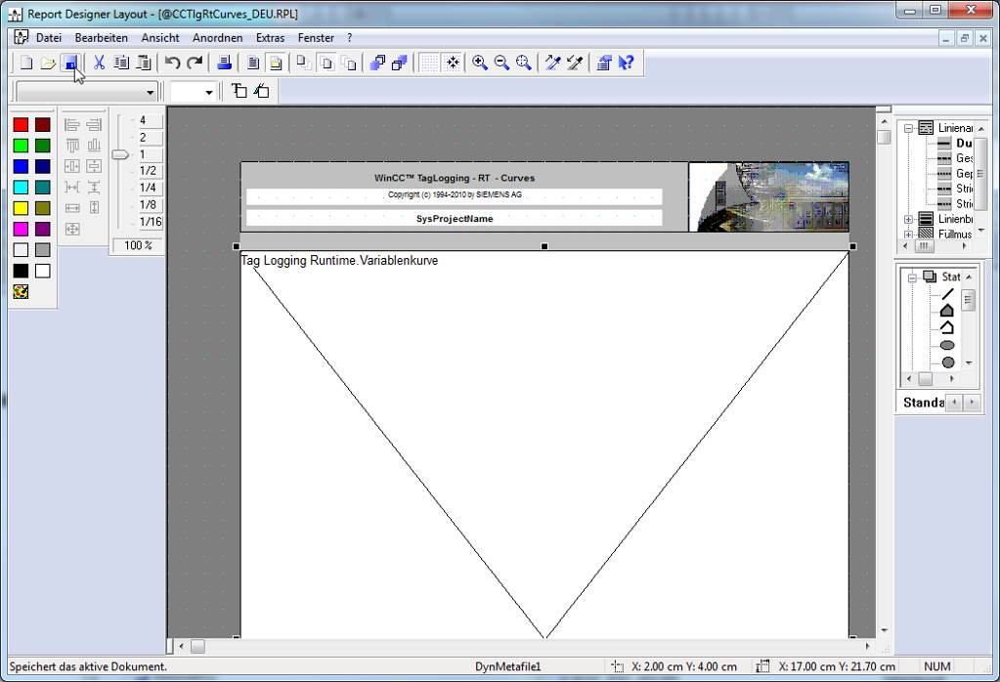 Report Designer Layout - [@CCTlgRtCurves_DEU.RPL]
Datei Bearbeiten Ansicht Anordnen Extras Fenster ?
4
2
1
1/2
1/4
1/8
1/16
100 %
WinCC™ TagLogging - RT - Curves
Copyright (c) 1994-2010 by SIEMENS AG
SysProjectName
Tag Logging Runtime.Variablenkurve
Linienar
Du
Ges
Gep
Stri
Stri
Linienbr
Füllmus
Stat
Standa
Speichert das aktive Dokument.
DynMetafile1
X: 2.00 cm Y: 4.00 cm
X: 17.00 cm Y: 21.70 cm
NUM